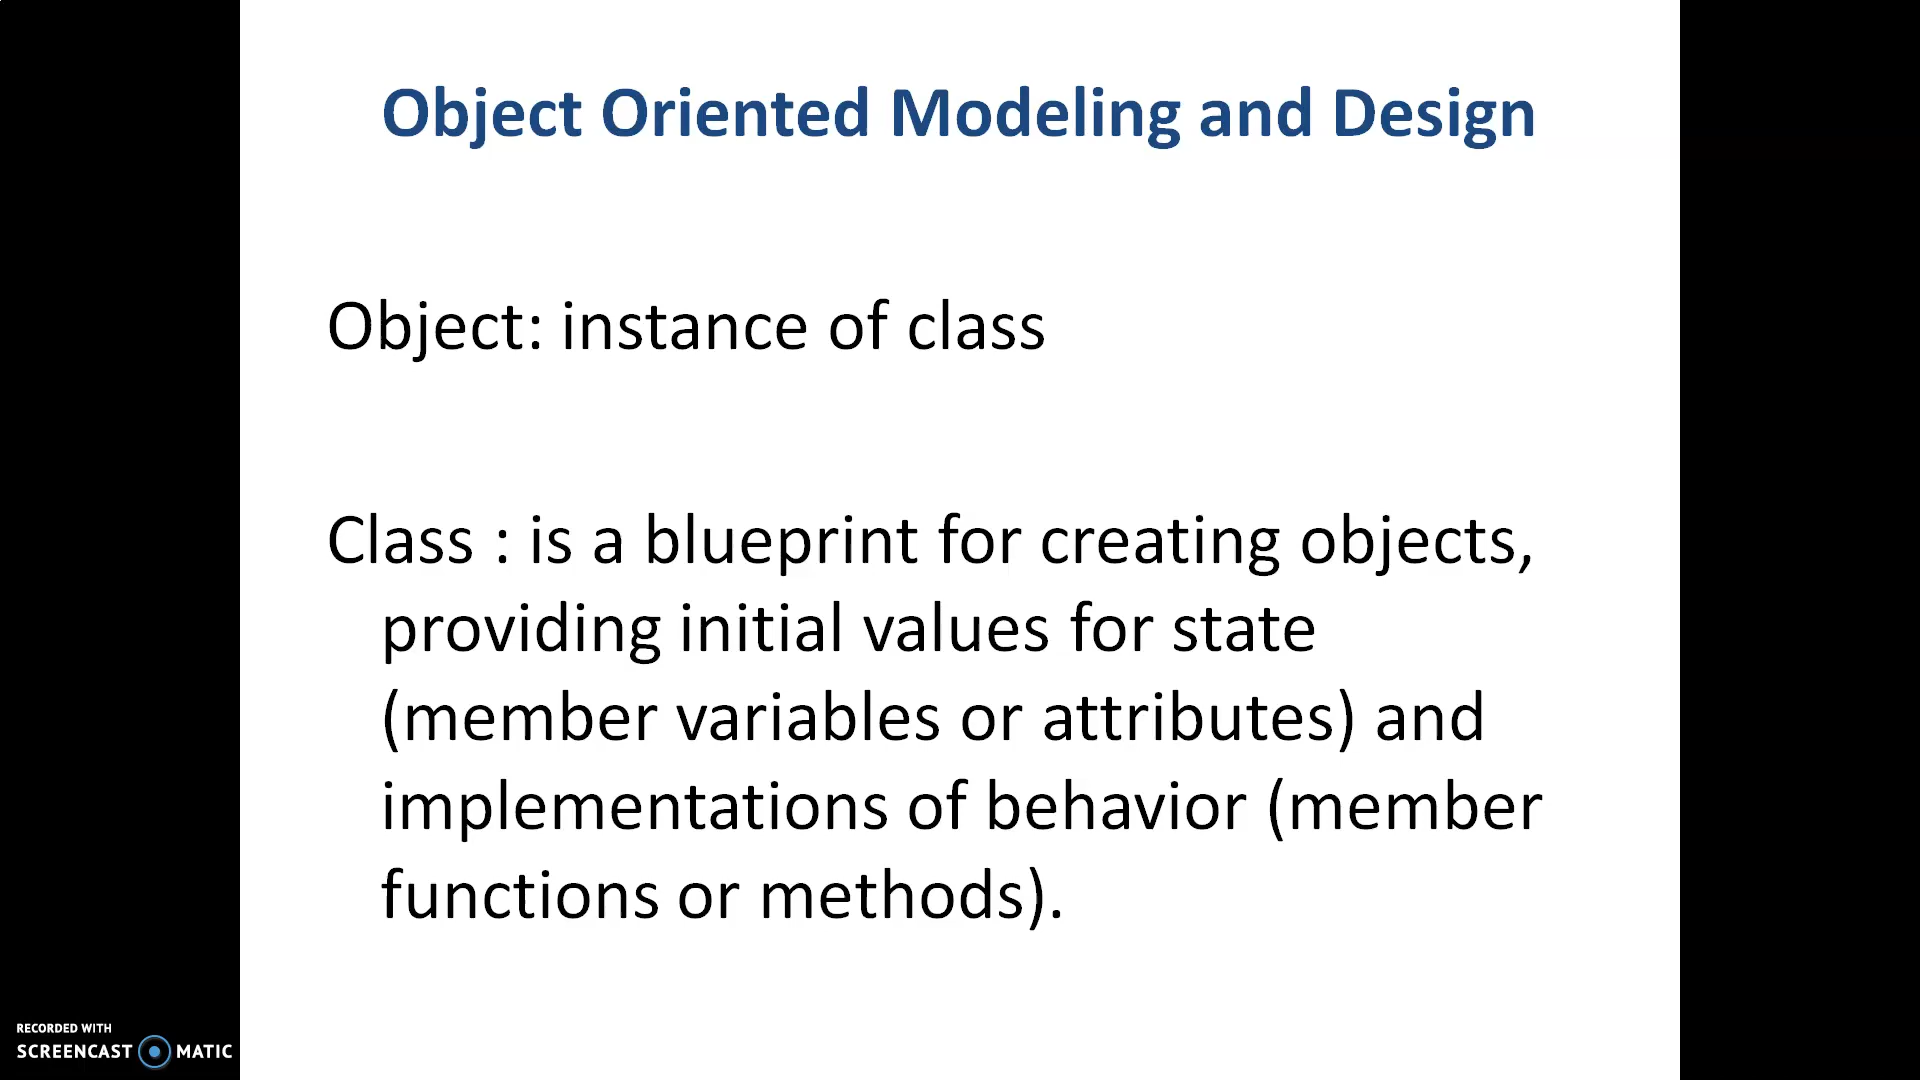 Object Oriented Modeling and Design
Object: instance of class
Class : is a blueprint for creating objects,
providing initial values for state
(member variables or attributes) and
implementations of behavior (member
functions or methods).
RECORDED WITH
SCREENCAST MATIC